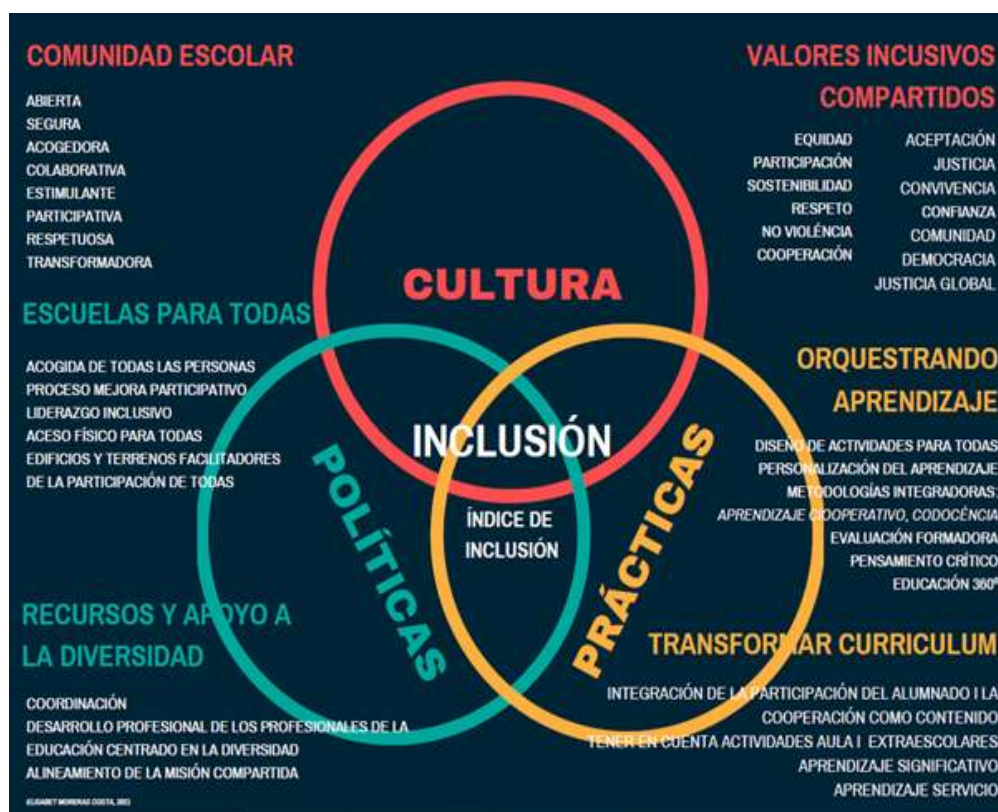 COMUNIDAD ESCOLAR
ABIERTA
SEGURA
ACOGEDORA
COLABORATIVA
ESTIMULANTE
PARTICIPATIVA
RESPETUOSA
TRANSFORMADORA
VALORES INCUSIVOS
COMPARTIDOS
EQUIDAD
PARTICIPACIÓN
SOSTENIBILIDAD
RESPETO
NO VIOLÉNCIA
COOPERACIÓN
ACEPTACIÓN
JUSTICIA
CONVIVENCIA
CONFIANZA
COMUNIDAD
DEMOCRACIA
JUSTICIA GLOBAL
CULTURA
ESCUELAS PARA TODAS
ACOGIDA DE TODAS LAS PERSONAS
PROCESO MEJORA PARTICIPATIVO
LIDERAZGO INCLUSIVO
ACESO FÍSICO PARA TODAS
EDIFICIOS Y TERRENOS FACILITADORES
DE LA PARTICIPACIÓN DE TODAS
INCLUSIÓN
ÍNDICE DE
INCLUSIÓN
POLÍTICAS
PRÁCTICAS
ORQUESTRANDO
APRENDIZAJE
DISEÑO DE ACTIVIDADES PARA TODAS
PERSONALIZACIÓN DEL APRENDIZAJE
METODOLOGÍAS INTEGRADORAS:
APRENDIZAJE CIOOPERATIVO, CODOCÈNCIA
EVALUACIÓN FORMADORA
PENSAMIENTO CRÍTICO
EDUCACIÓN 360º
RECURSOS Y APOYO A
LA DIVERSIDAD
COORDINACIÓN
DESARROLLO PROFESIONAL DE LOS PROFESIONALES DE LA
EDUCACIÓN CENTRADO EN LA DIVERSIDAD
ALINEAMIENTO DE LA MISIÓN COMPARTIDA
TRANSFORMAR CURRICULUM
INTEGRACIÓN DE LA PARTICIPACIÓN DEL ALUMNADO I LA
COOPERACIÓN COMO CONTENIDO
TENER EN CUENTA ACTIVIDADES AULA I EXTRAESCOLARES
APRENDIZAJE SIGNIFICATIVO
APRENDIZAJE SERVICIO